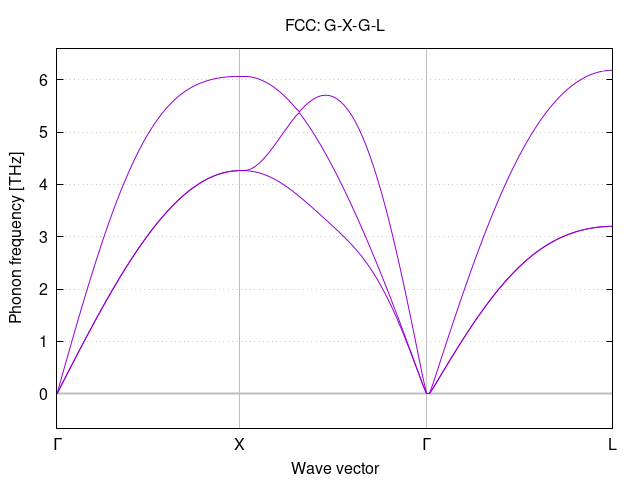 FCC: G-X-G-L
Phonon frequency [THz]
6
5
4
3
2
1
0
Γ X Γ L
Wave vector